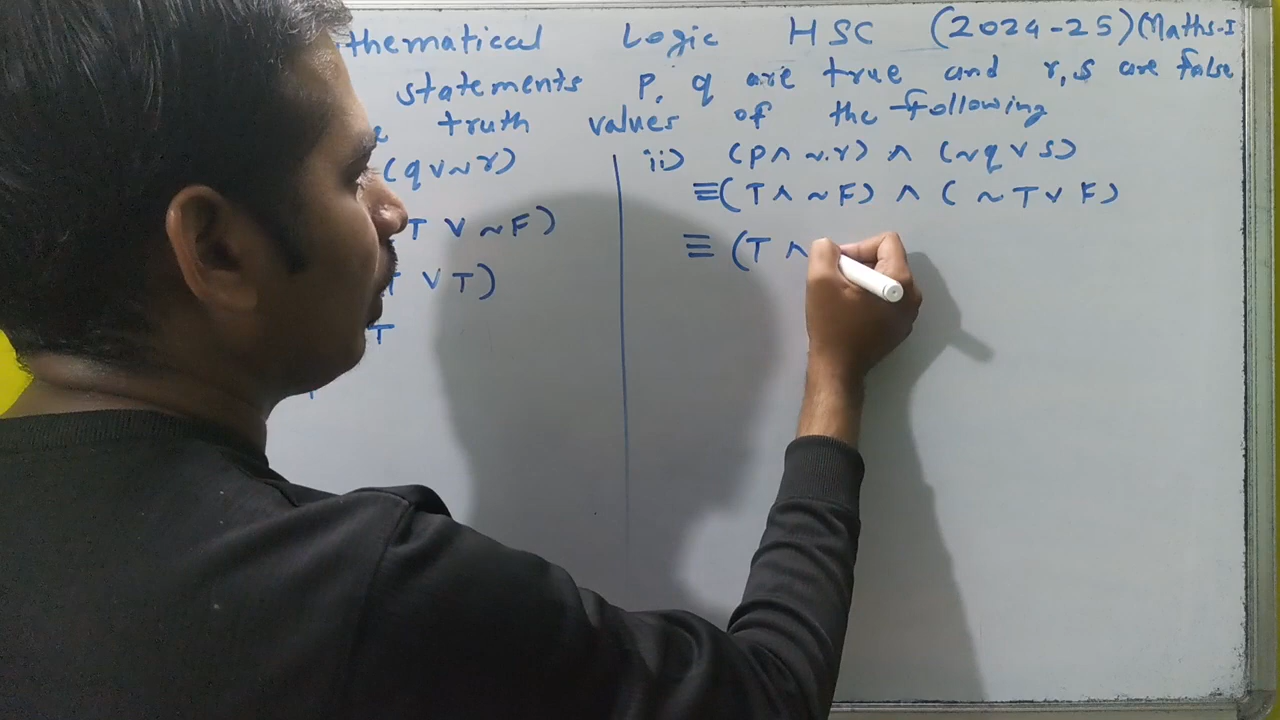 thematical Logic HSC (2024-25)(Maths-I
statements p, q are true and r, s are false
e truth values of the following
(q∨~r)
T ∨ ~F)
T ∨ T)
T
ii) (p∧ ~r) ∧ (~q∨s)
≡(T∧ ~F) ∧ ( ~T∨ F)
≡ (T ∧